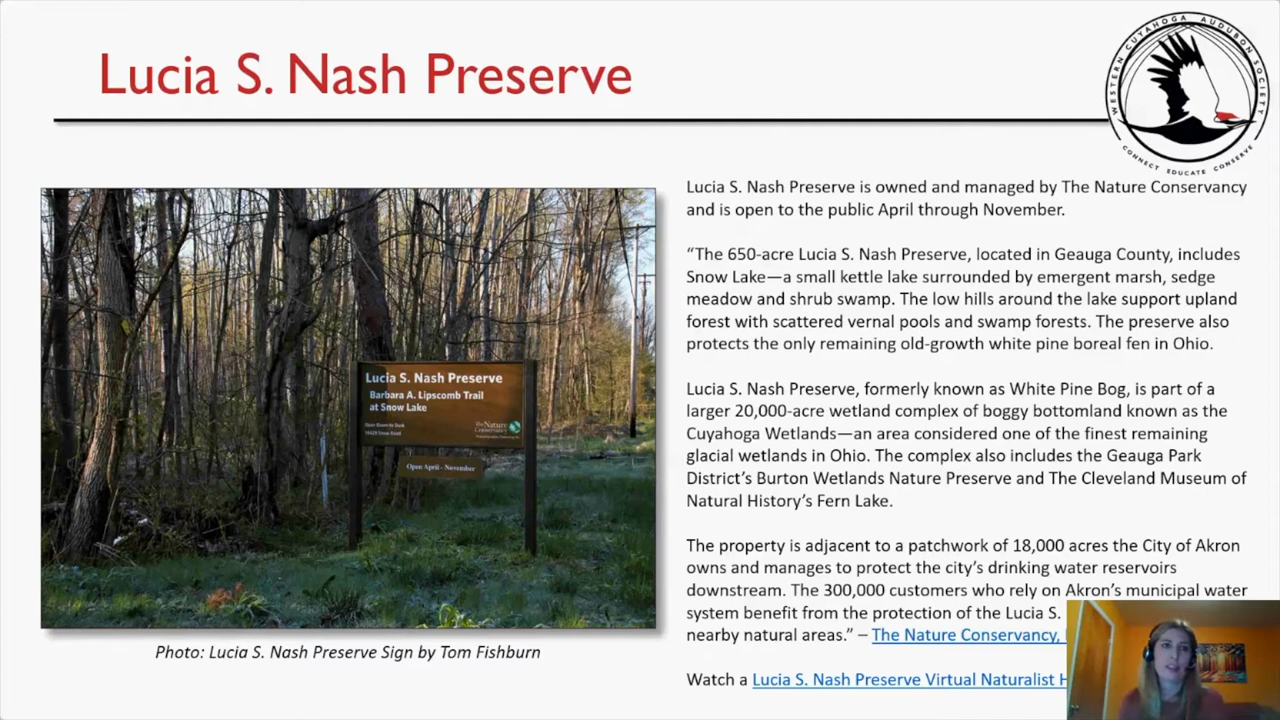 Lucia S. Nash Preserve
WESTERN CUYAHOGA AUDUBON SOCIETY
CONNECT EDUCATE CONSERVE
Lucia S. Nash Preserve
Barbara A. Lipscomb Trail
at Snow Lake
Open Dawn to Dusk
The Nature
Conservancy
Open April - November
Photo: Lucia S. Nash Preserve Sign by Tom Fishburn
Lucia S. Nash Preserve is owned and managed by The Nature Conservancy
and is open to the public April through November.
“The 650-acre Lucia S. Nash Preserve, located in Geauga County, includes
Snow Lake—a small kettle lake surrounded by emergent marsh, sedge
meadow and shrub swamp. The low hills around the lake support upland
forest with scattered vernal pools and swamp forests. The preserve also
protects the only remaining old-growth white pine boreal fen in Ohio.
Lucia S. Nash Preserve, formerly known as White Pine Bog, is part of a
larger 20,000-acre wetland complex of boggy bottomland known as the
Cuyahoga Wetlands—an area considered one of the finest remaining
glacial wetlands in Ohio. The complex also includes the Geauga Park
District’s Burton Wetlands Nature Preserve and The Cleveland Museum of
Natural History’s Fern Lake.
The property is adjacent to a patchwork of 18,000 acres the City of Akron
owns and manages to protect the city’s drinking water reservoirs
downstream. The 300,000 customers who rely on Akron’s municipal water
system benefit from the protection of the Lucia S.
nearby natural areas.” – The Nature Conservancy,
Watch a Lucia S. Nash Preserve Virtual Naturalist